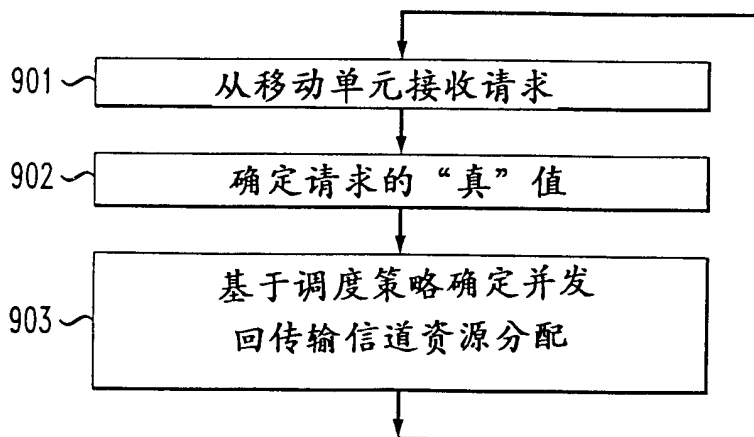 901
从移动单元接收请求
902
确定请求的“真”值
903
基于调度策略确定并发
回传输信道资源分配